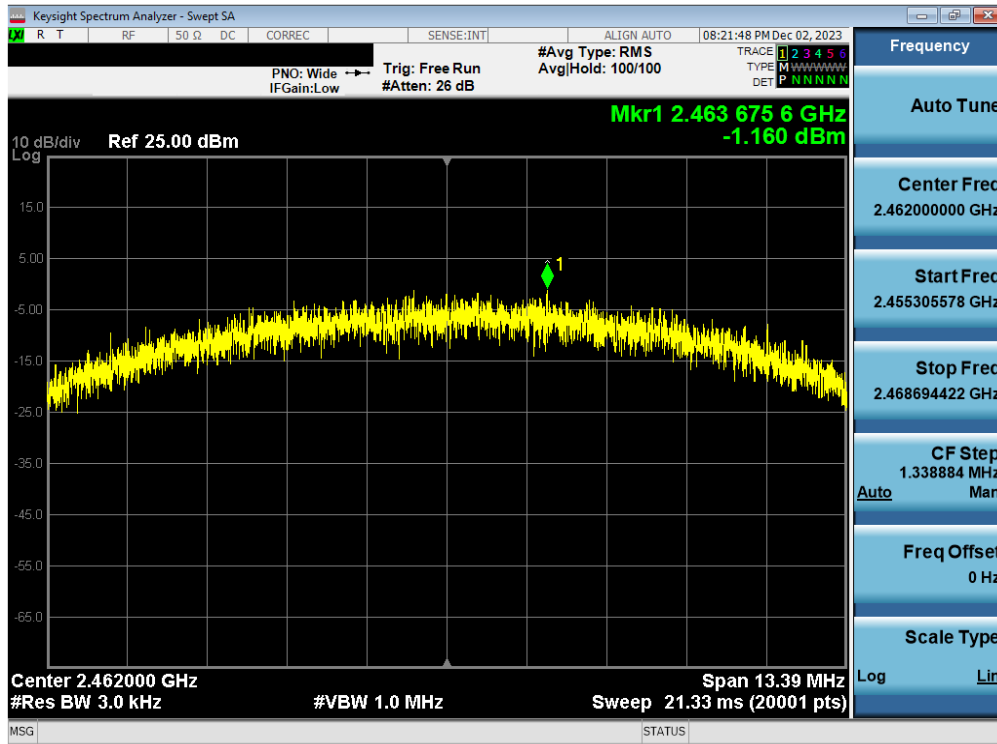 Keysight Spectrum Analyzer - Swept SA
LXI R T RF 50 Ω DC CORREC SENSE:INT ALIGN AUTO 08:21:48 PM Dec 02, 2023
PNO: Wide
IFGain:Low
Trig: Free Run
#Atten: 26 dB
#Avg Type: RMS
Avg|Hold: 100/100
TRACE 1 2 3 4 5 6
TYPE M W W W W W
DET P N N N N N
Mkr1 2.463 675 6 GHz
-1.160 dBm
10 dB/div Ref 25.00 dBm
Log
15.0
5.00
-5.00
-15.0
-25.0
-35.0
-45.0
-55.0
-65.0
1
Center 2.462000 GHz Span 13.39 MHz
#Res BW 3.0 kHz #VBW 1.0 MHz Sweep 21.33 ms (20001 pts)
MSG STATUS
Frequency
Auto Tune
Center Freq
2.462000000 GHz
Start Freq
2.455305578 GHz
Stop Freq
2.468694422 GHz
CF Step
1.338884 MHz
Auto Man
Freq Offset
0 Hz
Scale Type
Log Lin